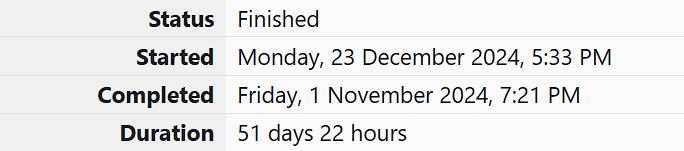 Status Finished
Started Monday, 23 December 2024, 5:33 PM
Completed Friday, 1 November 2024, 7:21 PM
Duration 51 days 22 hours